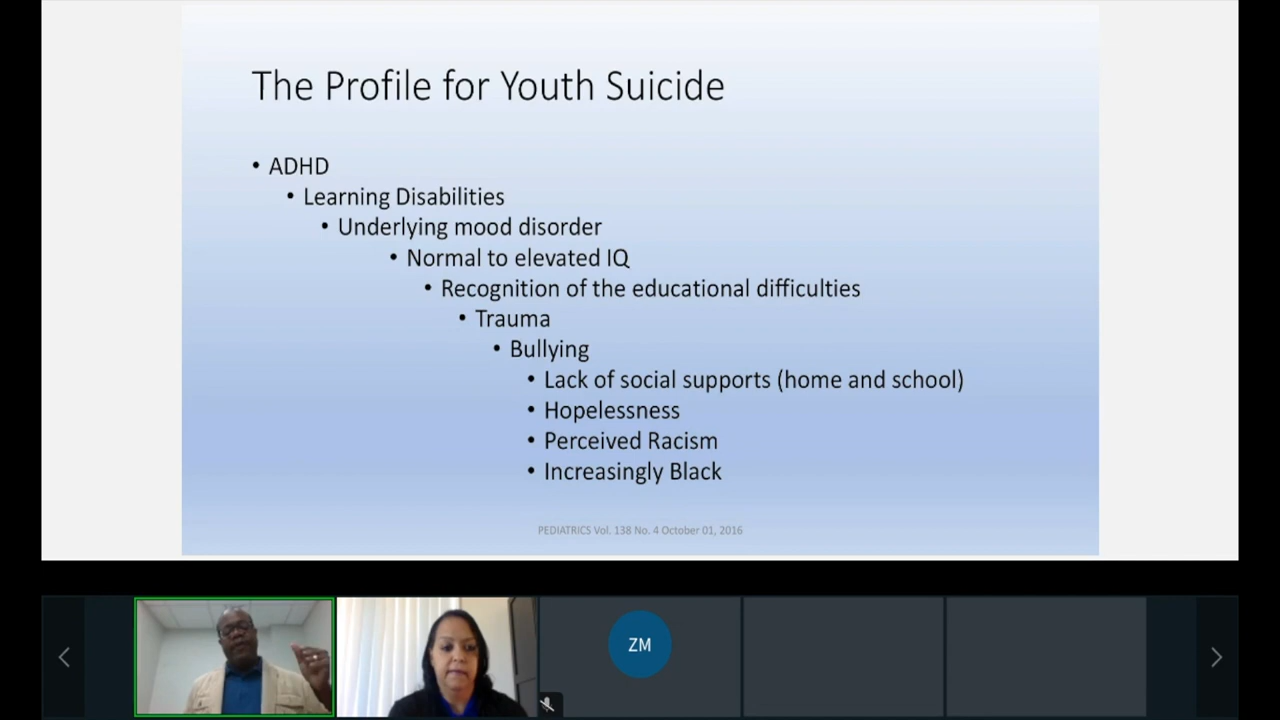 The Profile for Youth Suicide
• ADHD
• Learning Disabilities
• Underlying mood disorder
• Normal to elevated IQ
• Recognition of the educational difficulties
• Trauma
• Bullying
• Lack of social supports (home and school)
• Hopelessness
• Perceived Racism
• Increasingly Black
PEDIATRICS Vol. 138 No. 4 October 01, 2016
ZM